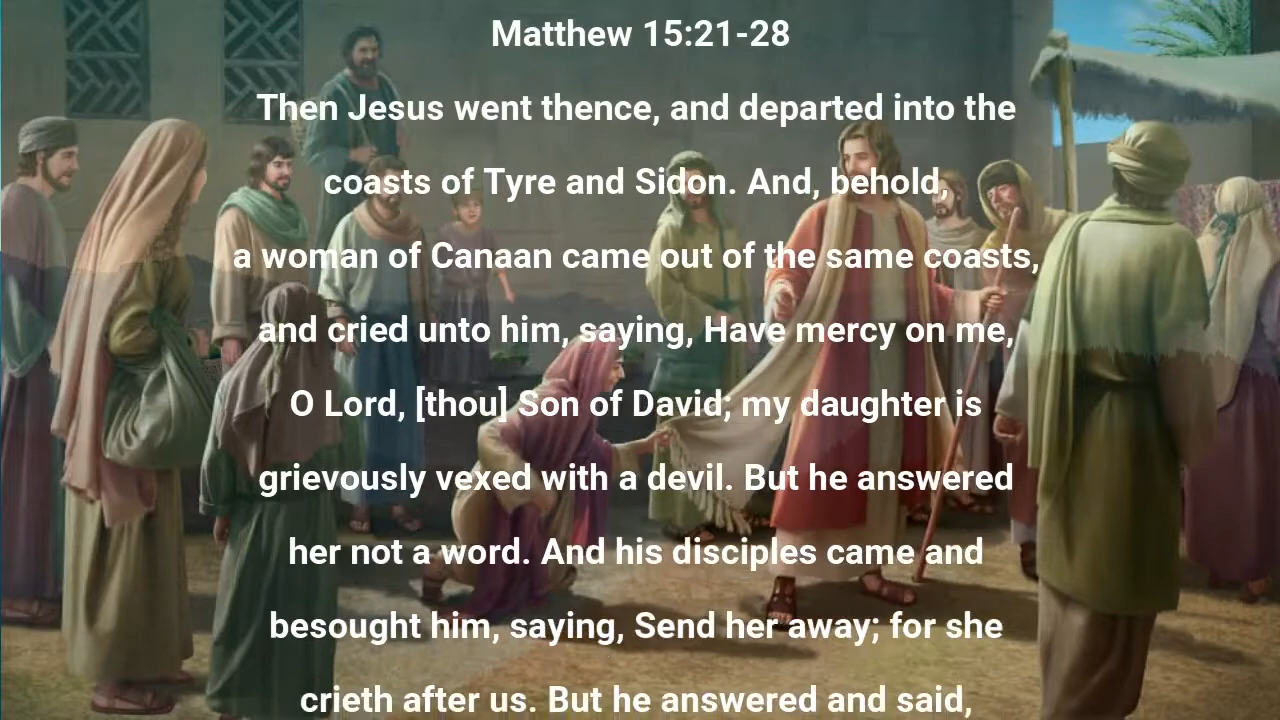 Matthew 15:21-28
Then Jesus went thence, and departed into the
coasts of Tyre and Sidon. And, behold,
a woman of Canaan came out of the same coasts,
and cried unto him, saying, Have mercy on me,
O Lord, [thou] Son of David; my daughter is
grievously vexed with a devil. But he answered
her not a word. And his disciples came and
besought him, saying, Send her away; for she
crieth after us. But he answered and said,